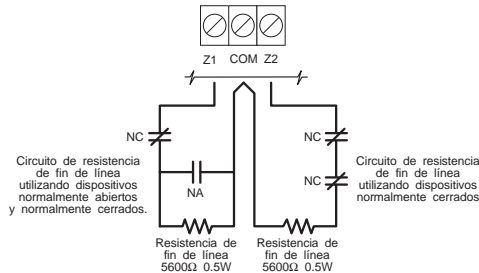 Z1 COM Z2
NC
NC
Circuito de resistencia
de fin de línea
utilizando dispositivos
normalmente abiertos
y normalmente cerrados.
NA
NC
Circuito de resistencia
de fin de línea
utilizando dispositivos
normalmente cerrados
Resistencia de
fin de línea
5600Ω 0.5W
Resistencia de
fin de línea
5600Ω 0.5W